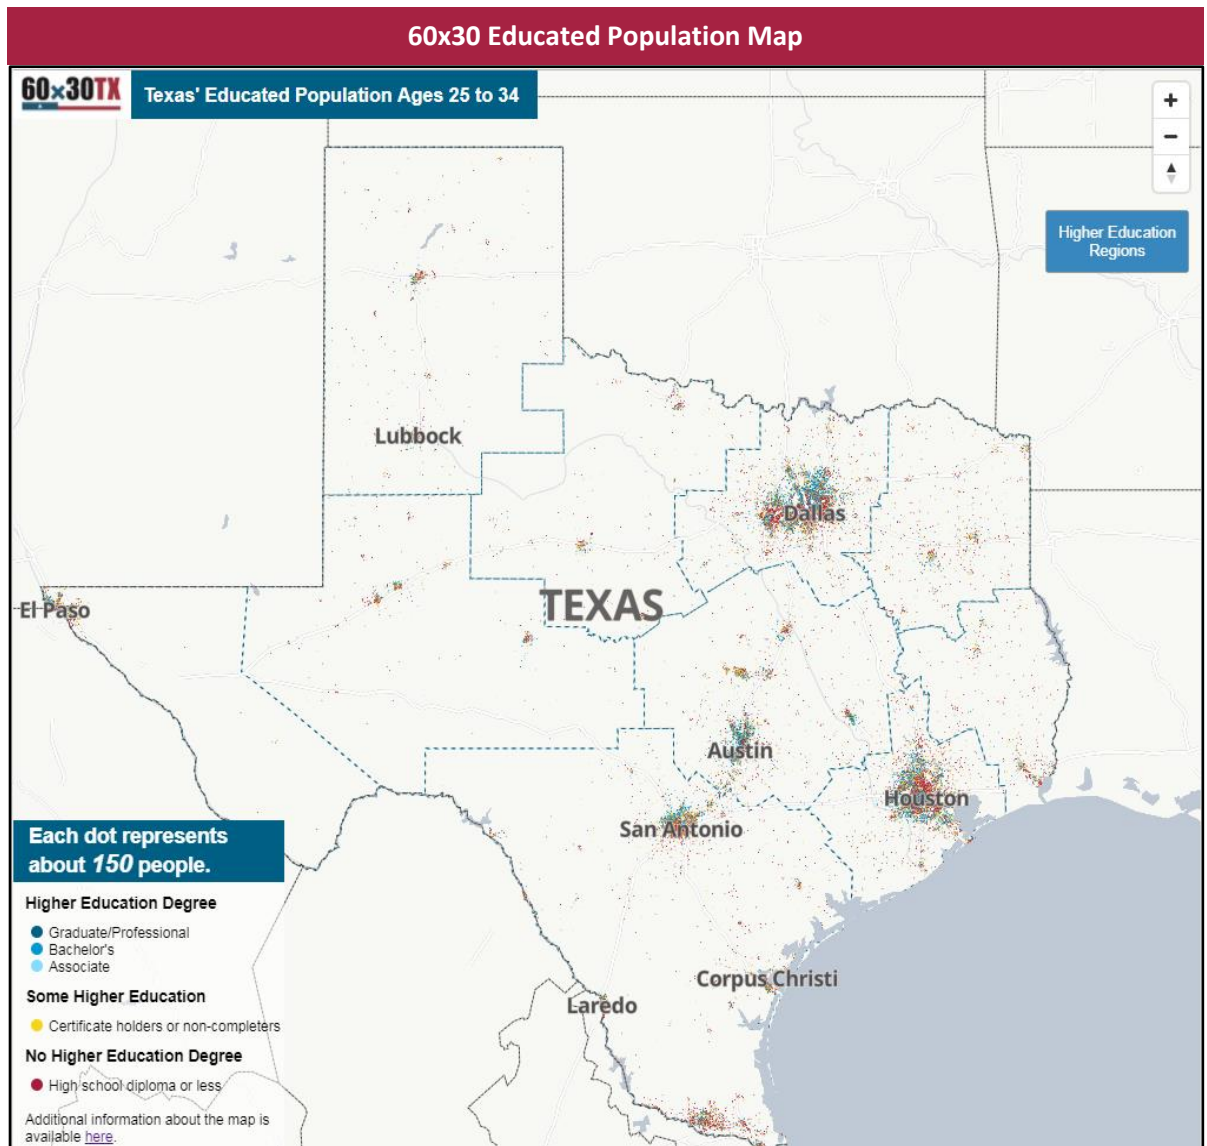 60x30 Educated Population Map
60x30TX
Texas' Educated Population Ages 25 to 34
+
−
Higher Education
Regions
Lubbock
Dallas
El Paso
TEXAS
Austin
Houston
San Antonio
Corpus Christi
Laredo
Each dot represents
about 150 people.
Higher Education Degree
Graduate/Professional
Bachelor's
Associate
Some Higher Education
Certificate holders or non-completers
No Higher Education Degree
High school diploma or less
Additional information about the map is
available here.